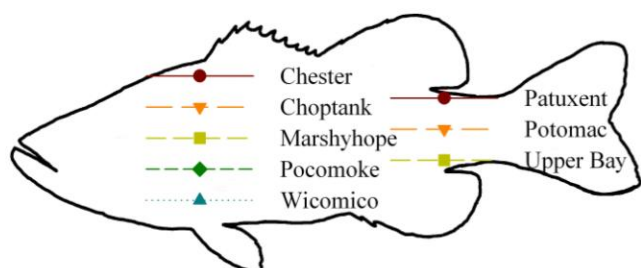 Chester
Choptank
Marshyhope
Pocomoke
Wicomico
Patuxent
Potomac
Upper Bay